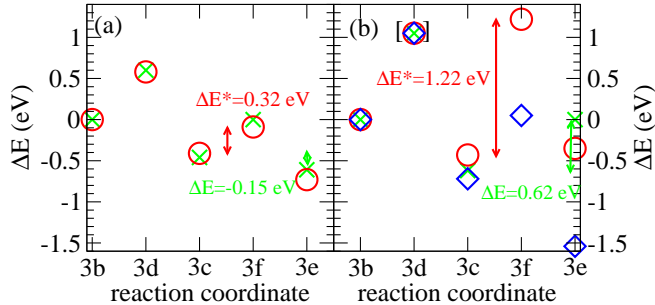 (a)
(b)
[ ]
1
0.5
0
-0.5
-1
-1.5
ΔE (eV)
ΔE*=0.32 eV
ΔE=-0.15 eV
ΔE*=1.22 eV
ΔE=0.62 eV
1
0.5
0
-0.5
-1
-1.5
ΔE (eV)
3b 3d 3c 3f 3e
3b 3d 3c 3f 3e
reaction coordinate
reaction coordinate